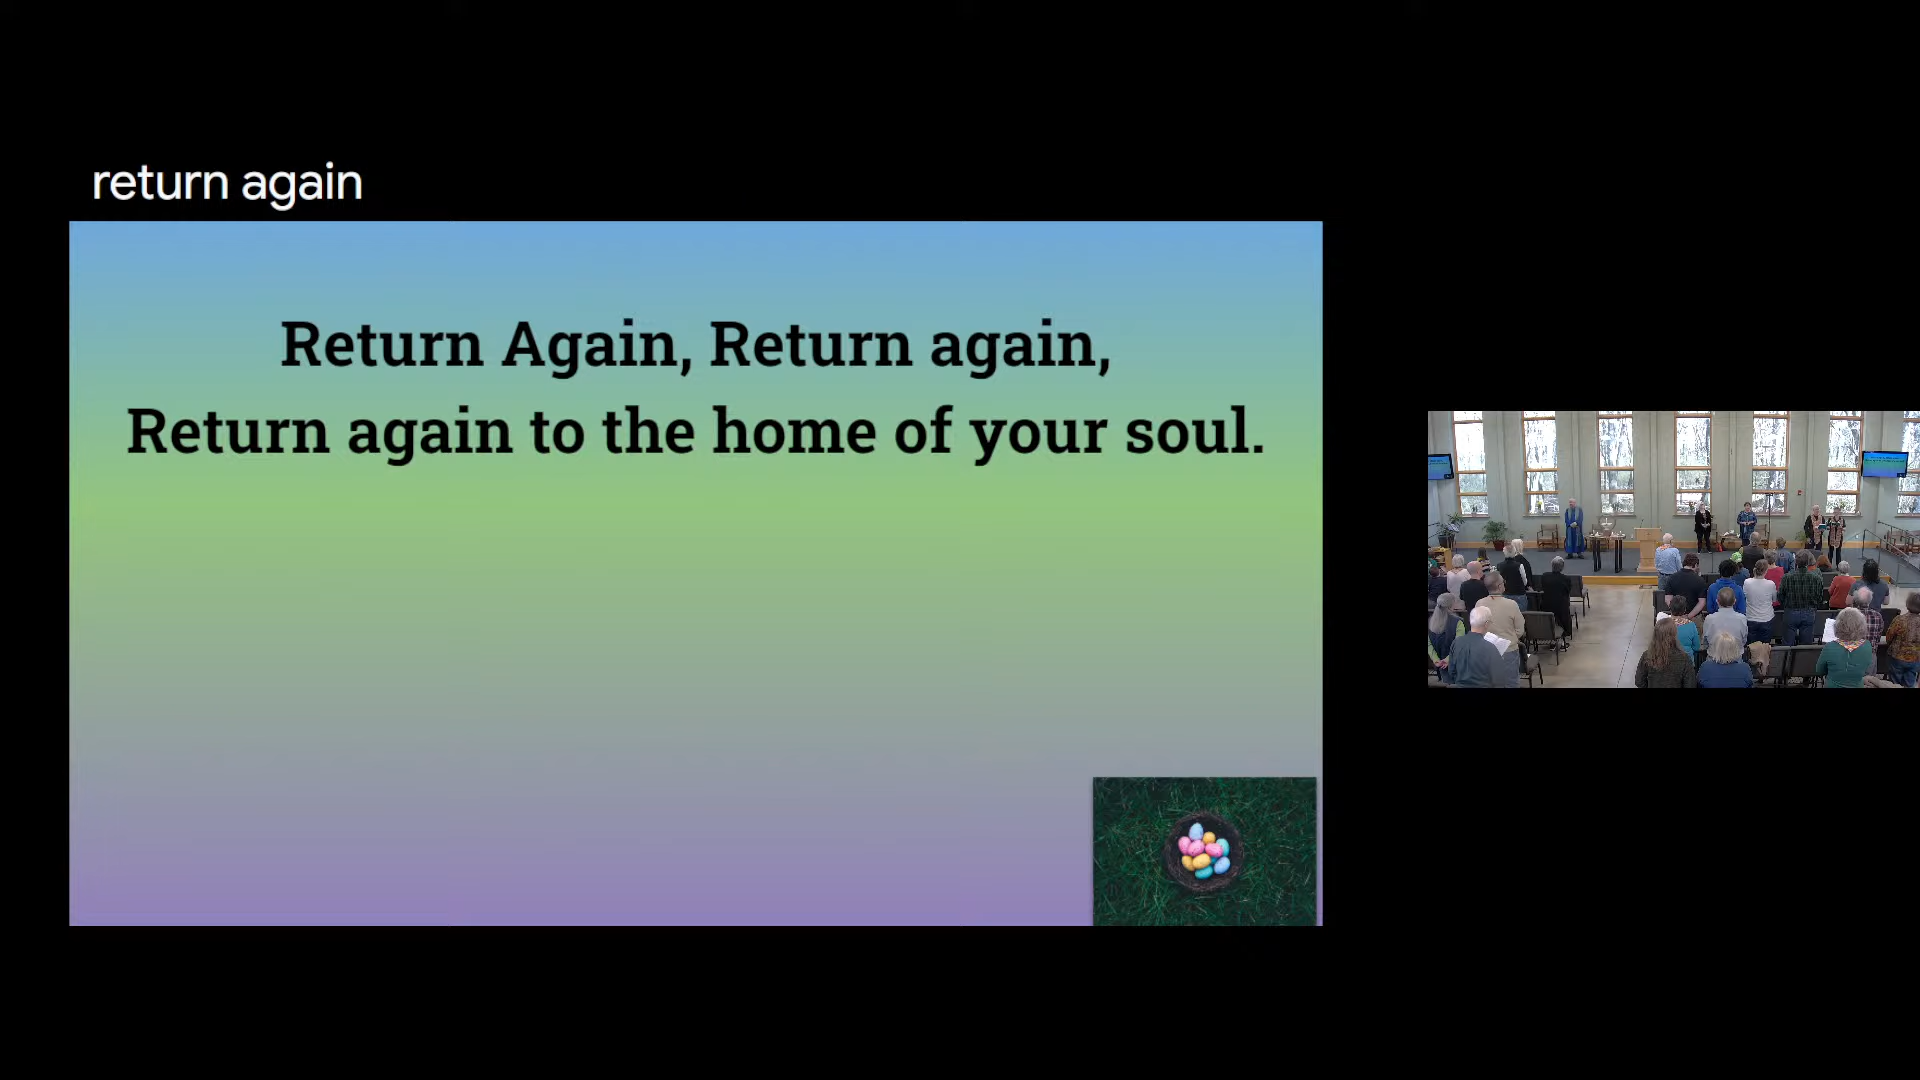 return again
Return Again, Return again,
Return again to the home of your soul.